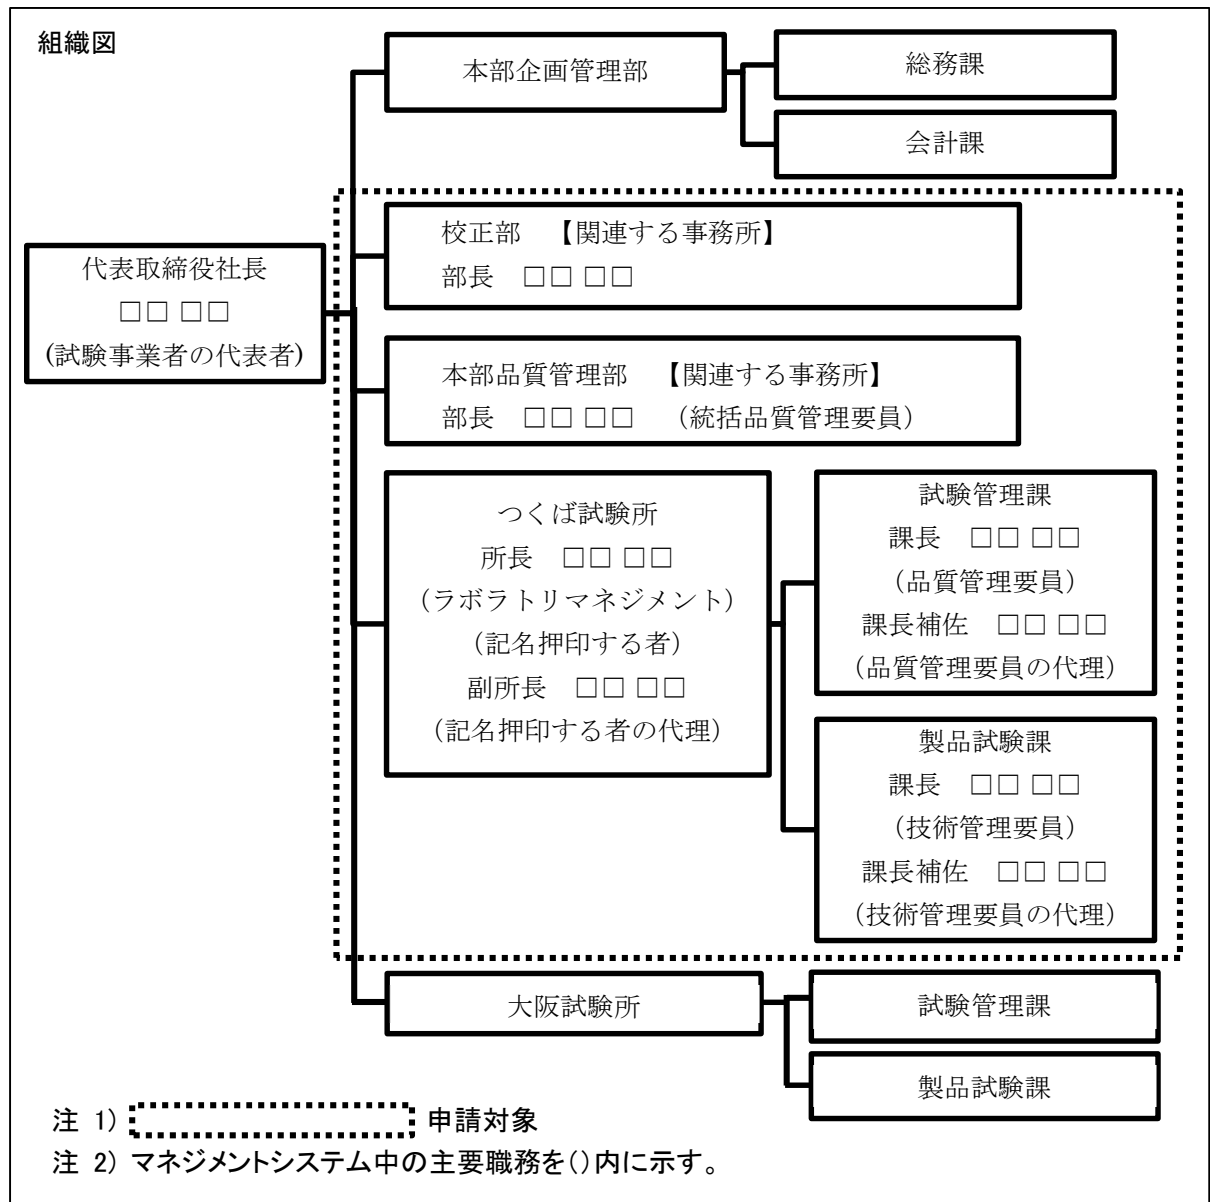 組織図
本部企画管理部
総務課
会計課
代表取締役社長
□□ □□
(試験事業者の代表者)
校正部 【関連する事務所】
部長 □□ □□
本部品質管理部 【関連する事務所】
部長 □□ □□ (統括品質管理要員)
つくば試験所
所長 □□ □□
(ラボラトリマネジメント)
(記名押印する者)
副所長 □□ □□
(記名押印する者の代理)
試験管理課
課長 □□ □□
(品質管理要員)
課長補佐 □□ □□
(品質管理要員の代理)
製品試験課
課長 □□ □□
(技術管理要員)
課長補佐 □□ □□
(技術管理要員の代理)
大阪試験所
試験管理課
製品試験課
注 1) 申請対象
注 2) マネジメントシステム中の主要職務を()内に示す。